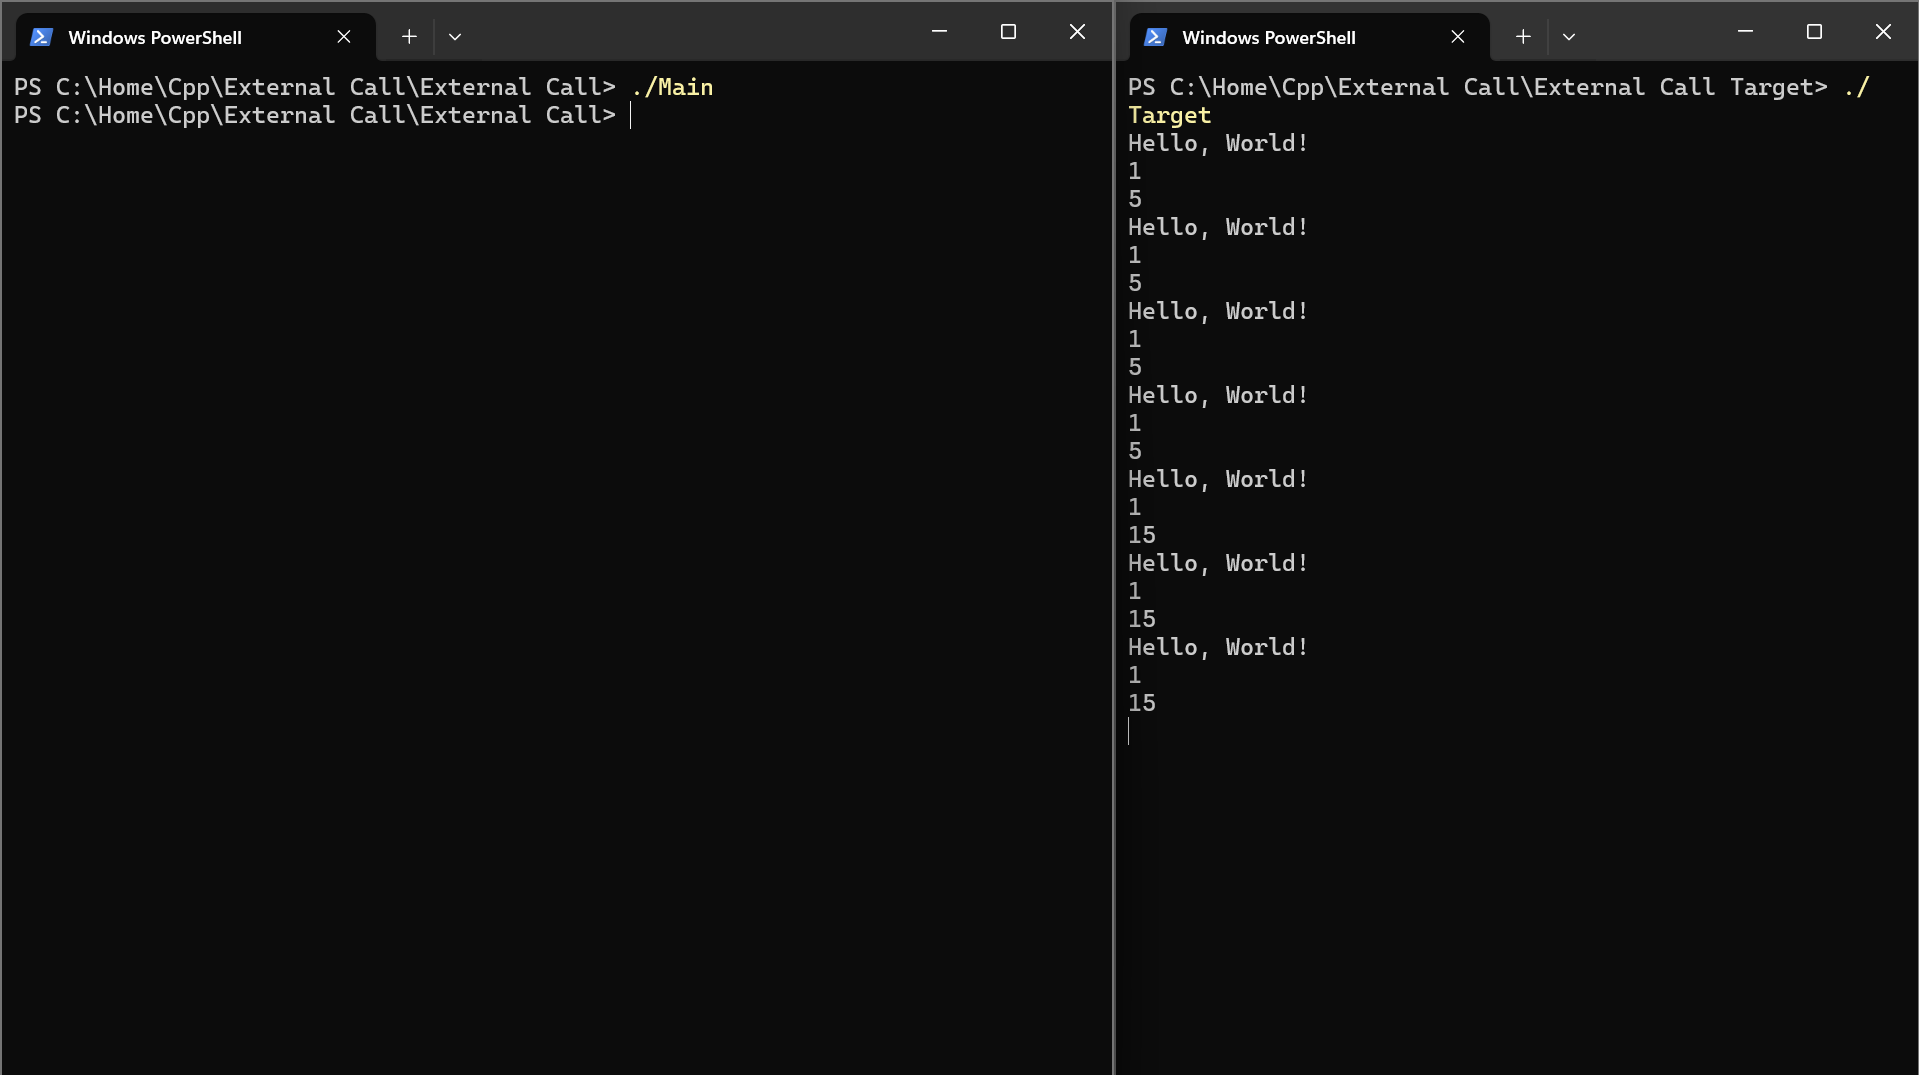 Windows PowerShell
PS C:\Home\Cpp\External Call\External Call> ./Main
PS C:\Home\Cpp\External Call\External Call>
Windows PowerShell
PS C:\Home\Cpp\External Call\External Call Target> ./
Target
Hello, World!
1
5
Hello, World!
1
5
Hello, World!
1
5
Hello, World!
1
5
Hello, World!
1
15
Hello, World!
1
15
Hello, World!
1
15